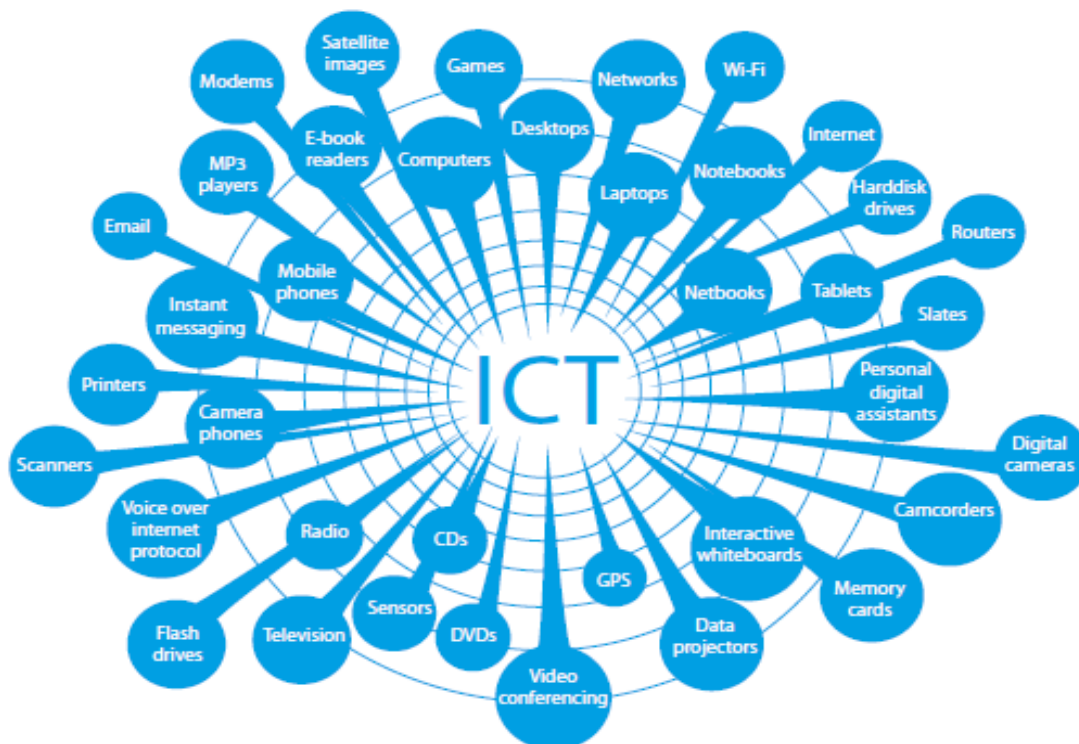 Satellite
images
Games
Networks
Wi-Fi
Modems
Desktops
Internet
E-book
readers
Computers
Notebooks
MP3
players
Laptops
Harddisk
drives
Email
Routers
Mobile
phones
Netbooks
Tablets
Instant
messaging
Slates
ICT
Printers
Personal
digital
assistants
Camera
phones
Scanners
Digital
cameras
Voice over
internet
protocol
Radio
CDs
Interactive
whiteboards
Camcorders
GPS
Memory
cards
Flash
drives
Television
Sensors
DVDs
Data
projectors
Video
conferencing